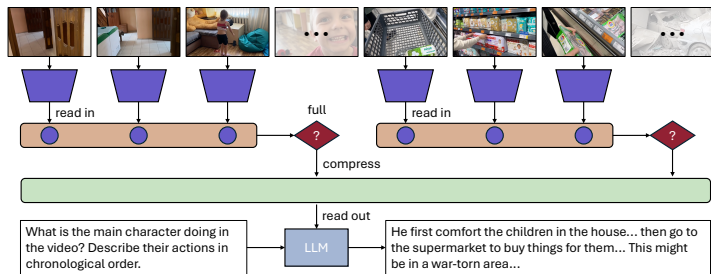 read in
full
read in
?
?
compress
read out
What is the main character doing in
the video? Describe their actions in
chronological order.
LLM
He first comfort the children in the house... then go to
the supermarket to buy things for them... This might
be in a war-torn area...